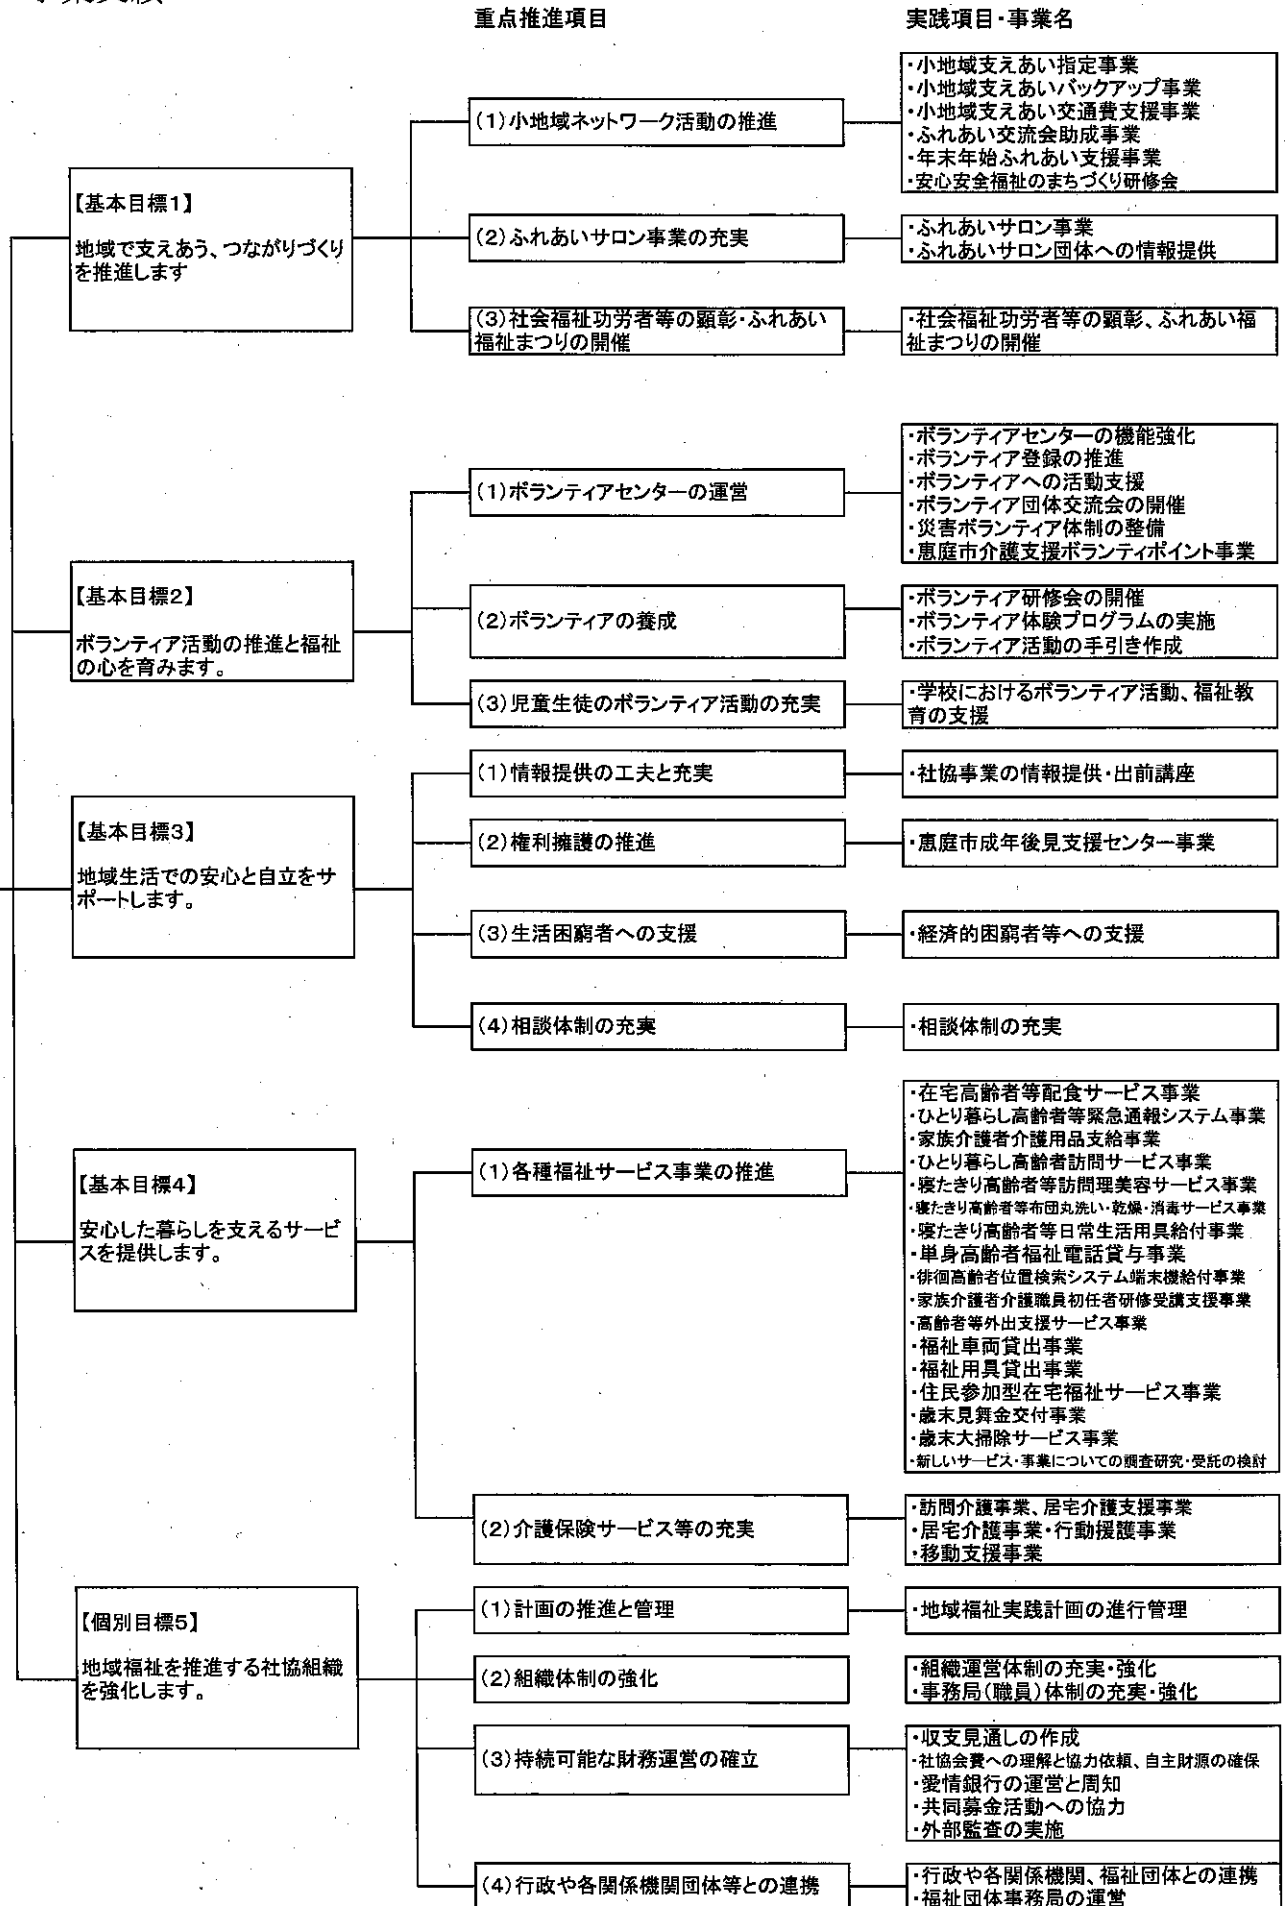 重点推進項目
実践項目・事業名
【基本目標1】
地域で支えあう、つながりづくり
を推進します
(1)小地域ネットワーク活動の推進
・小地域支えあい指定事業
・小地域支えあいバックアップ事業
・小地域支えあい交通費支援事業
・ふれあい交流会助成事業
・年末年始ふれあい支援事業
・安心安全福祉のまちづくり研修会
(2)ふれあいサロン事業の充実
・ふれあいサロン事業
・ふれあいサロン団体への情報提供
(3)社会福祉功労者等の顕彰・ふれあい
福祉まつりの開催
・社会福祉功労者等の顕彰、ふれあい福
祉まつりの開催
【基本目標2】
ボランティア活動の推進と福祉
の心を育みます。
(1)ボランティアセンターの運営
・ボランティアセンターの機能強化
・ボランティア登録の推進
・ボランティアへの活動支援
・ボランティア団体交流会の開催
・災害ボランティア体制の整備
・恵庭市介護支援ボランティポイント事業
(2)ボランティアの養成
・ボランティア研修会の開催
・ボランティア体験プログラムの実施
・ボランティア活動の手引き作成
(3)児童生徒のボランティア活動の充実
・学校におけるボランティア活動、福祉教
育の支援
【基本目標3】
地域生活での安心と自立をサ
ポートします。
(1)情報提供の工夫と充実
・社協事業の情報提供・出前講座
(2)権利擁護の推進
・恵庭市成年後見支援センター事業
(3)生活困窮者への支援
・経済的困窮者等への支援
(4)相談体制の充実
・相談体制の充実
【基本目標4】
安心した暮らしを支えるサービ
スを提供します。
(1)各種福祉サービス事業の推進
・在宅高齢者等配食サービス事業
・ひとり暮らし高齢者等緊急通報システム事業
・家族介護者介護用品支給事業
・ひとり暮らし高齢者訪問サービス事業
・寝たきり高齢者等訪問理美容サービス事業
・寝たきり高齢者等布団丸洗い・乾燥・消毒サービス事業
・寝たきり高齢者等日常生活用具給付事業
・単身高齢者福祉電話貸与事業
・徘徊高齢者位置検索システム端末機給付事業
・家族介護者介護職員初任者研修受講支援事業
・高齢者等外出支援サービス事業
・福祉車両貸出事業
・福祉用具貸出事業
・住民参加型在宅福祉サービス事業
・歳末見舞金交付事業
・歳末大掃除サービス事業
・新しいサービス・事業についての調査研究・受託の検討
(2)介護保険サービス等の充実
・訪問介護事業、居宅介護支援事業
・居宅介護事業・行動援護事業
・移動支援事業
【個別目標5】
地域福祉を推進する社協組織
を強化します。
(1)計画の推進と管理
・地域福祉実践計画の進行管理
(2)組織体制の強化
・組織運営体制の充実・強化
・事務局(職員)体制の充実・強化
(3)持続可能な財務運営の確立
・収支見通しの作成
・社協会費への理解と協力依頼、自主財源の確保
・愛情銀行の運営と周知
・共同募金活動への協力
・外部監査の実施
(4)行政や各関係機関団体等との連携
・行政や各関係機関、福祉団体との連携
・福祉団体事務局の運営